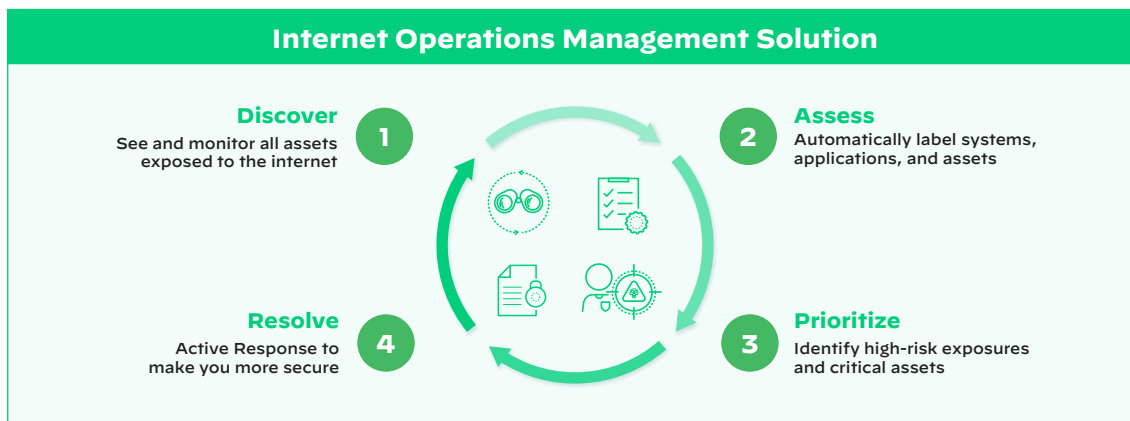 Internet Operations Management Solution
Discover
See and monitor all assets
exposed to the internet
1
2
Assess
Automatically label systems,
applications, and assets
Resolve
Active Response to
make you more secure
4
3
Prioritize
Identify high-risk exposures
and critical assets